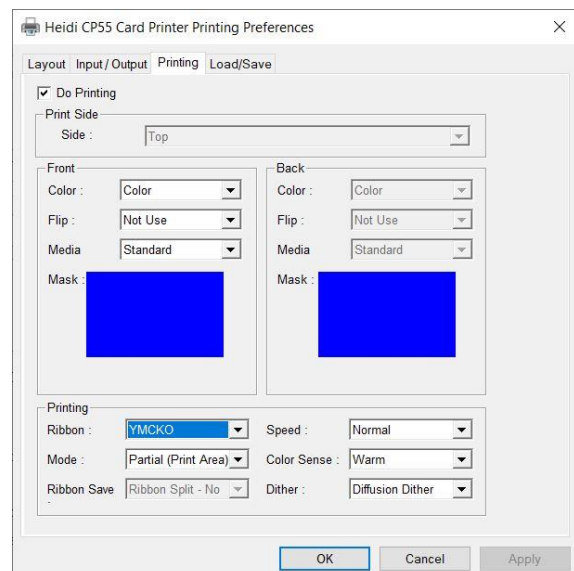 Heidi CP55 Card Printer Printing Preferences
Layout Input / Output Printing Load/Save
Do Printing
Print Side
Side : Top
Front Back
Color : Color Color : Color
Flip : Not Use Flip : Not Use
Media Standard Media Standard
Mask : Mask :
Printing
Ribbon : YMCKO Speed : Normal
Mode : Partial (Print Area) Color Sense : Warm
Ribbon Save Ribbon Split - No Dither : Diffusion Dither
OK Cancel Apply